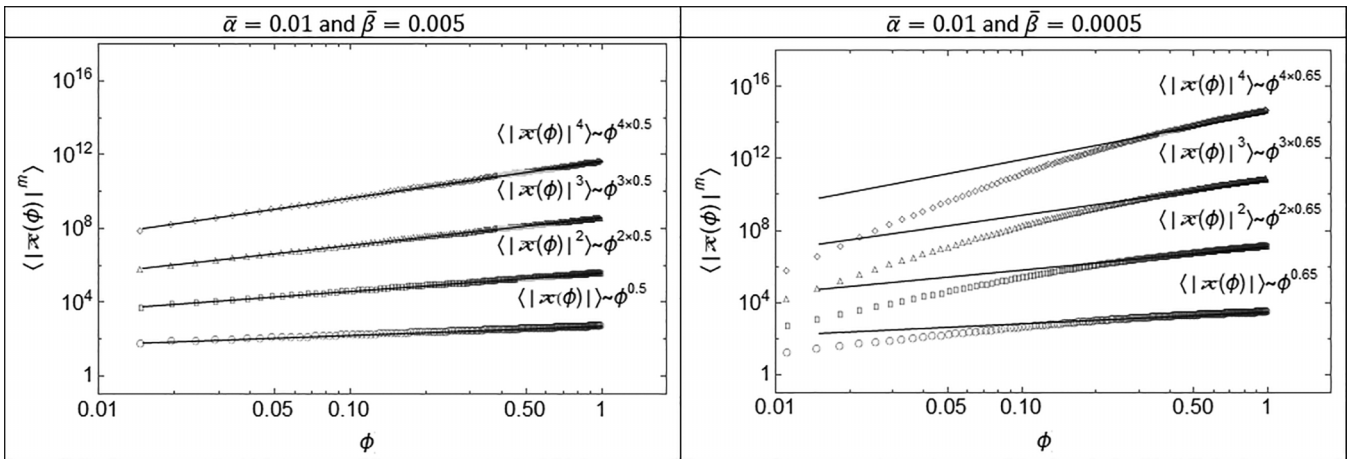 ᾱ = 0.01 and β̄ = 0.005
⟨|𝓍(ϕ)|^m⟩
10^16
10^12
10^8
10^4
1
⟨|𝓍(ϕ)|^4⟩~ϕ^4×0.5
⟨|𝓍(ϕ)|^3⟩~ϕ^3×0.5
⟨|𝓍(ϕ)|^2⟩~ϕ^2×0.5
⟨|𝓍(ϕ)|⟩~ϕ^0.5
0.01 0.05 0.10 0.50 1
ϕ
ᾱ = 0.01 and β̄ = 0.0005
⟨|𝓍(ϕ)|^m⟩
10^16
10^12
10^8
10^4
1
⟨|𝓍(ϕ)|^4⟩~ϕ^4×0.65
⟨|𝓍(ϕ)|^3⟩~ϕ^3×0.65
⟨|𝓍(ϕ)|^2⟩~ϕ^2×0.65
⟨|𝓍(ϕ)|⟩~ϕ^0.65
0.01 0.05 0.10 0.50 1
ϕ